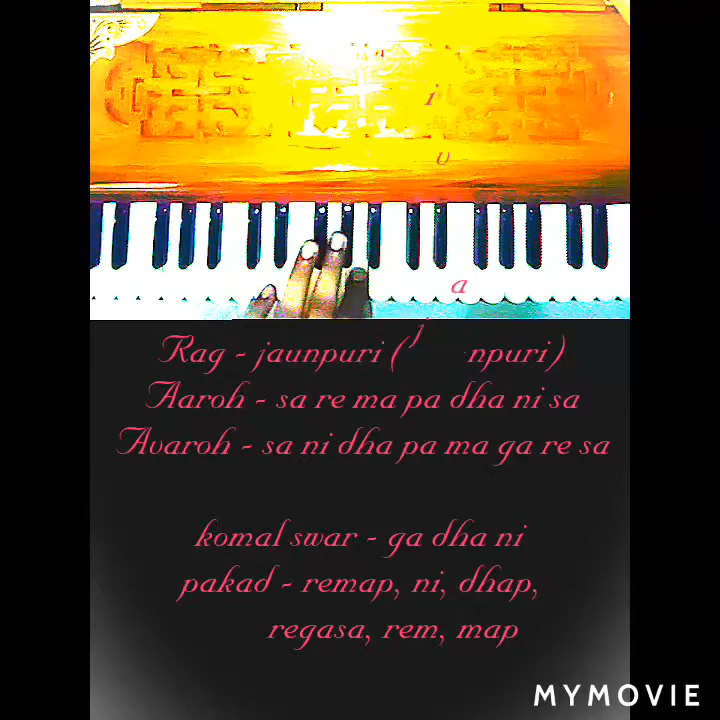 i
v
a
Rag - jaunpuri ( 1 npuri )
Aaroh - sa re ma pa dha ni sa
Avaroh - sa ni dha pa ma ga re sa
komal swar - ga dha ni
pakad - remap, ni, dhap,
regasa, rem, map
MYMOVIE